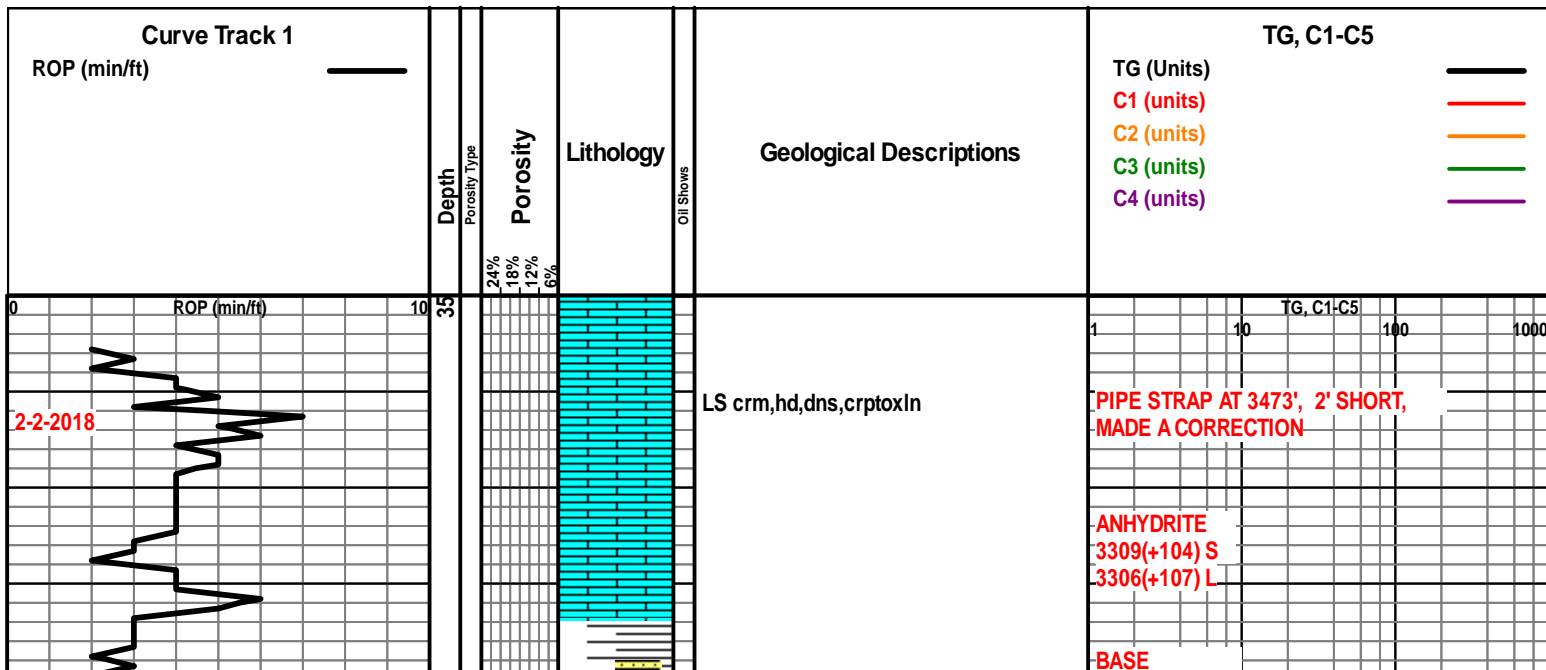 Curve Track 1
ROP (min/ft)
Depth
Porosity Type
Porosity
24%
18%
12%
6%
Lithology
Oil Shows
Geological Descriptions
TG, C1-C5
TG (Units)
C1 (units)
C2 (units)
C3 (units)
C4 (units)
0 ROP (min/ft) 10
35
TG, C1-C5
1 10 100 1000
2-2-2018
LS crm,hd,dns,crptoxln
PIPE STRAP AT 3473', 2' SHORT,
MADE A CORRECTION
ANHYDRITE
3309(+104) S
3306(+107) L
BASE